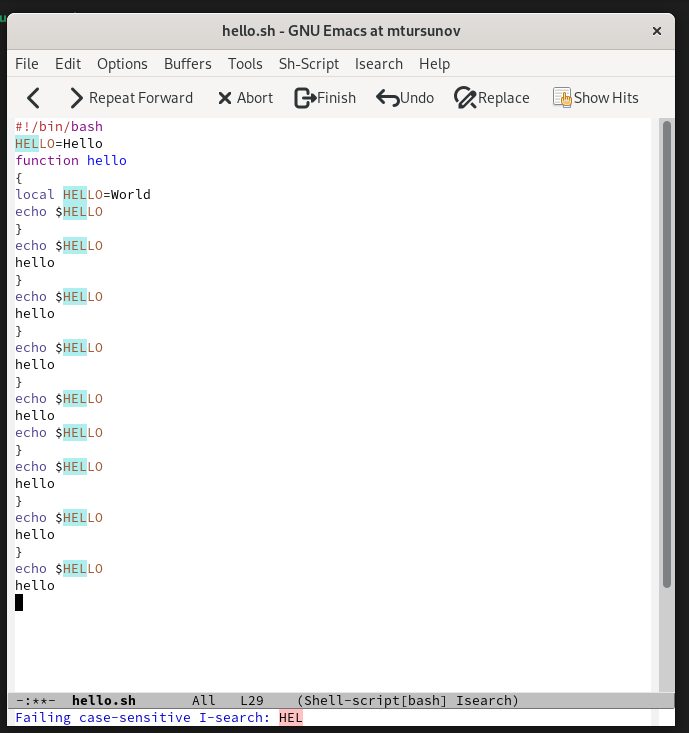 hello.sh - GNU Emacs at mtursunov
File Edit Options Buffers Tools Sh-Script Isearch Help
Repeat Forward Abort Finish Undo Replace Show Hits
#!/bin/bash
HELLO=Hello
function hello
{
local HELLO=World
echo $HELLO
}
echo $HELLO
hello
}
echo $HELLO
hello
}
echo $HELLO
hello
}
echo $HELLO
hello
echo $HELLO
}
echo $HELLO
hello
}
echo $HELLO
hello
}
echo $HELLO
hello
-:**- hello.sh All L29 (Shell-script[bash] Isearch)
Failing case-sensitive I-search: HEL